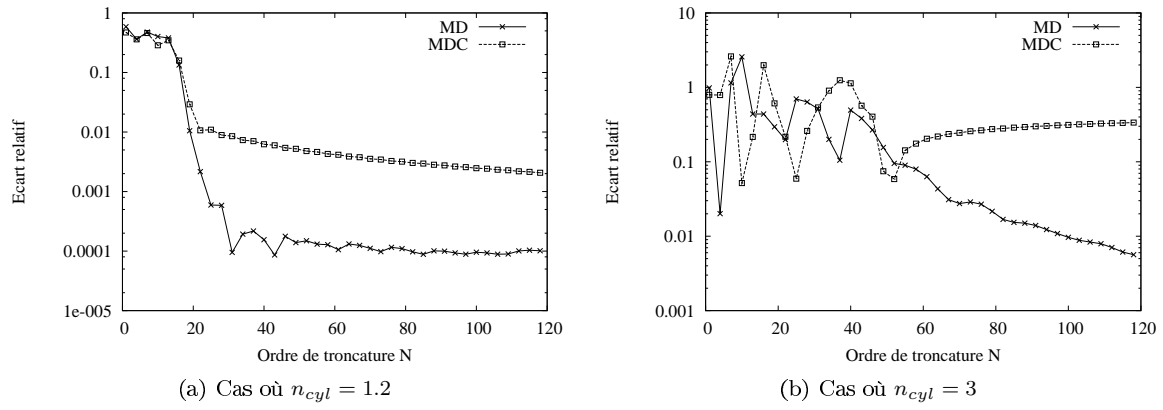 1
0.1
0.01
0.001
0.0001
1e-005
Ecart relatif
MD
MDC
0 20 40 60 80 100 120
Ordre de troncature N
(a) Cas où n_cyl = 1.2
10
1
0.1
0.01
0.001
Ecart relatif
MD
MDC
0 20 40 60 80 100 120
Ordre de troncature N
(b) Cas où n_cyl = 3